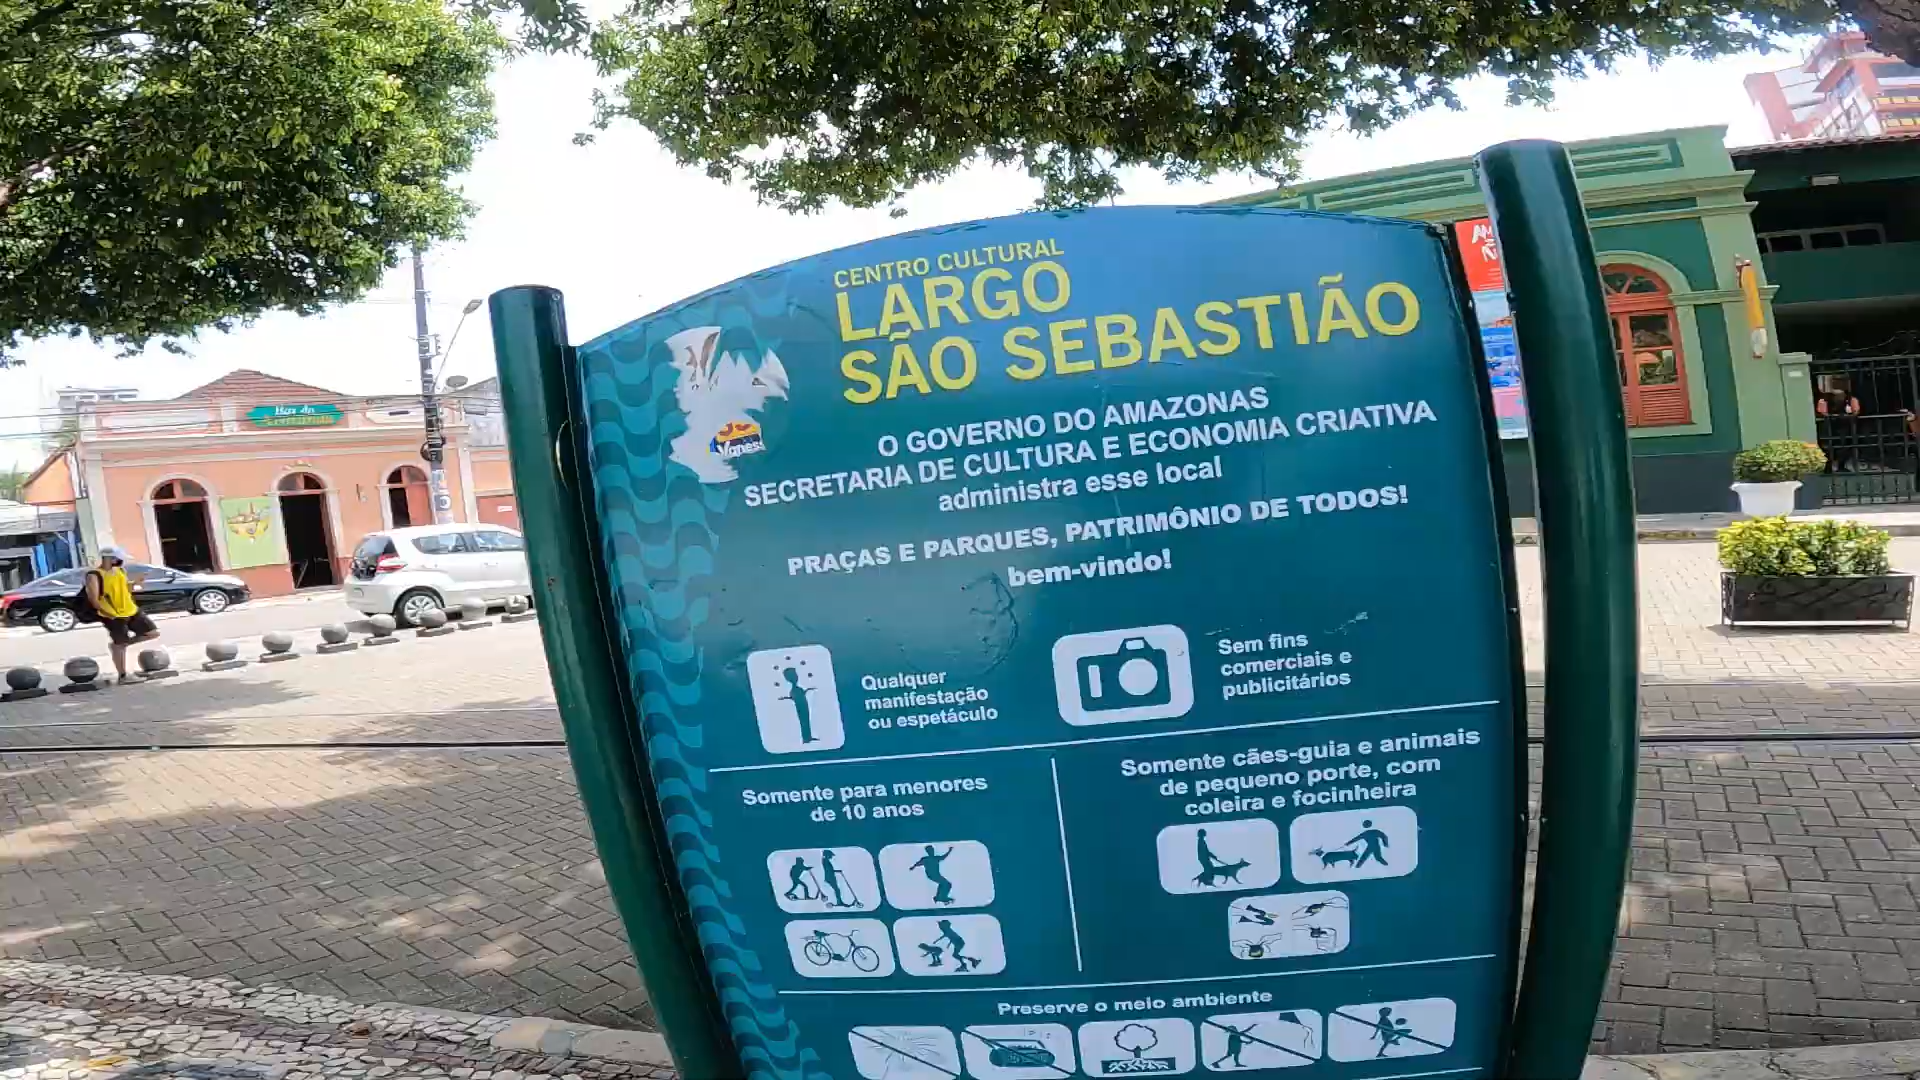 CENTRO CULTURAL
LARGO
SÃO SEBASTIÃO
O GOVERNO DO AMAZONAS
SECRETARIA DE CULTURA E ECONOMIA CRIATIVA
administra esse local
PRAÇAS E PARQUES, PATRIMÔNIO DE TODOS!
bem-vindo!
Qualquer
manifestação
ou espetáculo
Sem fins
comerciais e
publicitários
Somente para menores
de 10 anos
Somente cães-guia e animais
de pequeno porte, com
coleira e focinheira
Preserve o meio ambiente
Bar do